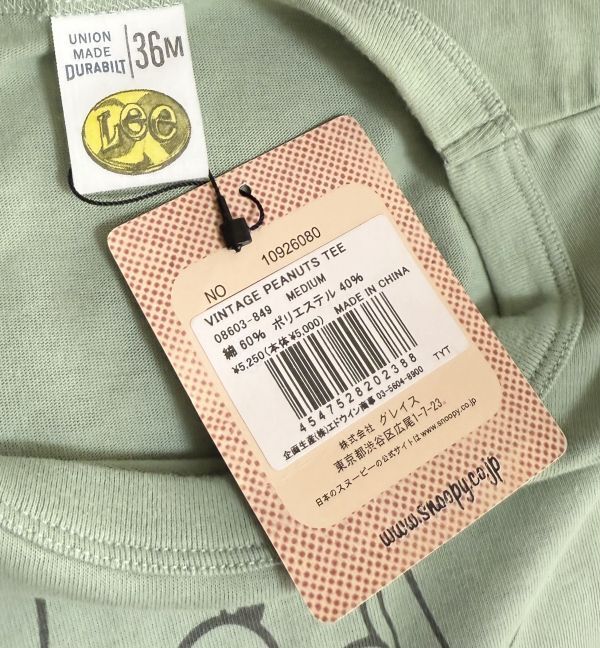 UNION
MADE
DURABILT
36M
Lee
NO 10926080
VINTAGE PEANUTS TEE
08603-849 MEDIUM
綿 60% ポリエステル 40%
¥5,250(本体¥5,000) MADE IN CHINA
4547528202388
TYT
企画生産(株)エドウイン商事 03-5604-8900
株式会社 グレイス
東京都渋谷区広尾1-7-23
日本のスヌーピーの公式サイトは www.snoopy.co.jp
www.snoopy.co.jp